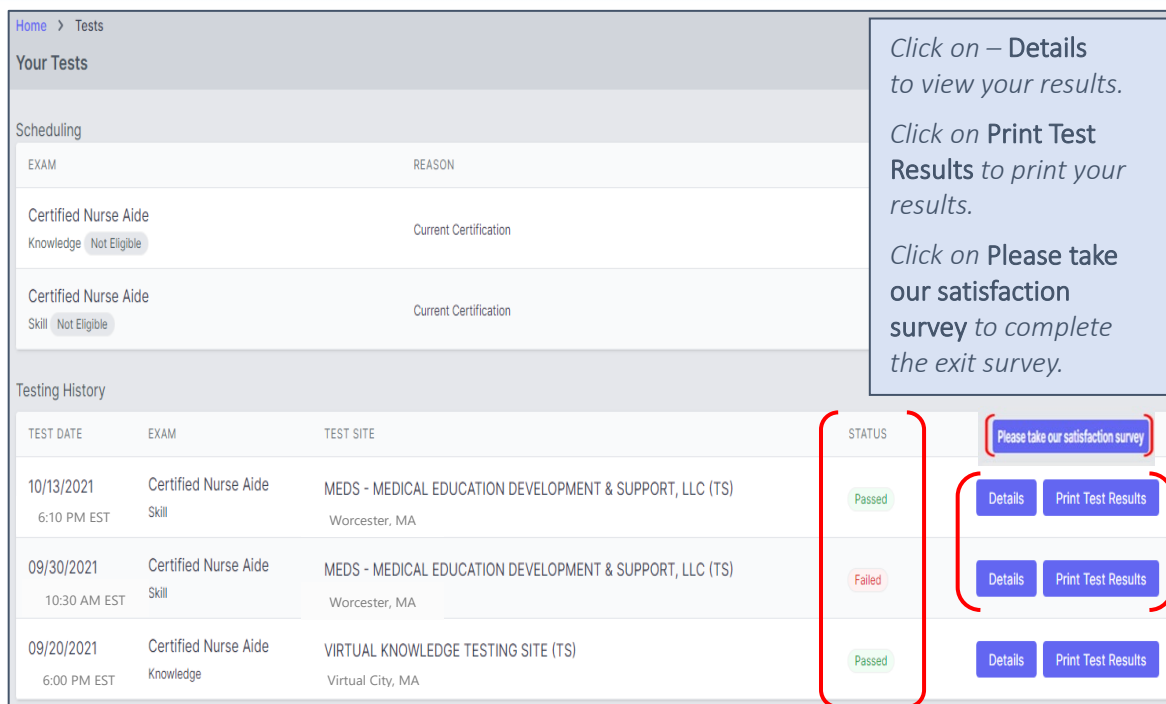 Home > Tests
Your Tests
Click on – Details
to view your results.
Click on Print Test
Results to print your
results.
Click on Please take
our satisfaction
survey to complete
the exit survey.
Scheduling
EXAM REASON
Certified Nurse Aide
Knowledge Not Eligible
Current Certification
Certified Nurse Aide
Skill Not Eligible
Current Certification
Testing History
TEST DATE EXAM TEST SITE STATUS Please take our satisfaction survey
10/13/2021 Certified Nurse Aide MEDS - MEDICAL EDUCATION DEVELOPMENT & SUPPORT, LLC (TS) Passed Details Print Test Results
6:10 PM EST Skill Worcester, MA
09/30/2021 Certified Nurse Aide MEDS - MEDICAL EDUCATION DEVELOPMENT & SUPPORT, LLC (TS) Failed Details Print Test Results
10:30 AM EST Skill Worcester, MA
09/20/2021 Certified Nurse Aide VIRTUAL KNOWLEDGE TESTING SITE (TS) Passed Details Print Test Results
6:00 PM EST Knowledge Virtual City, MA